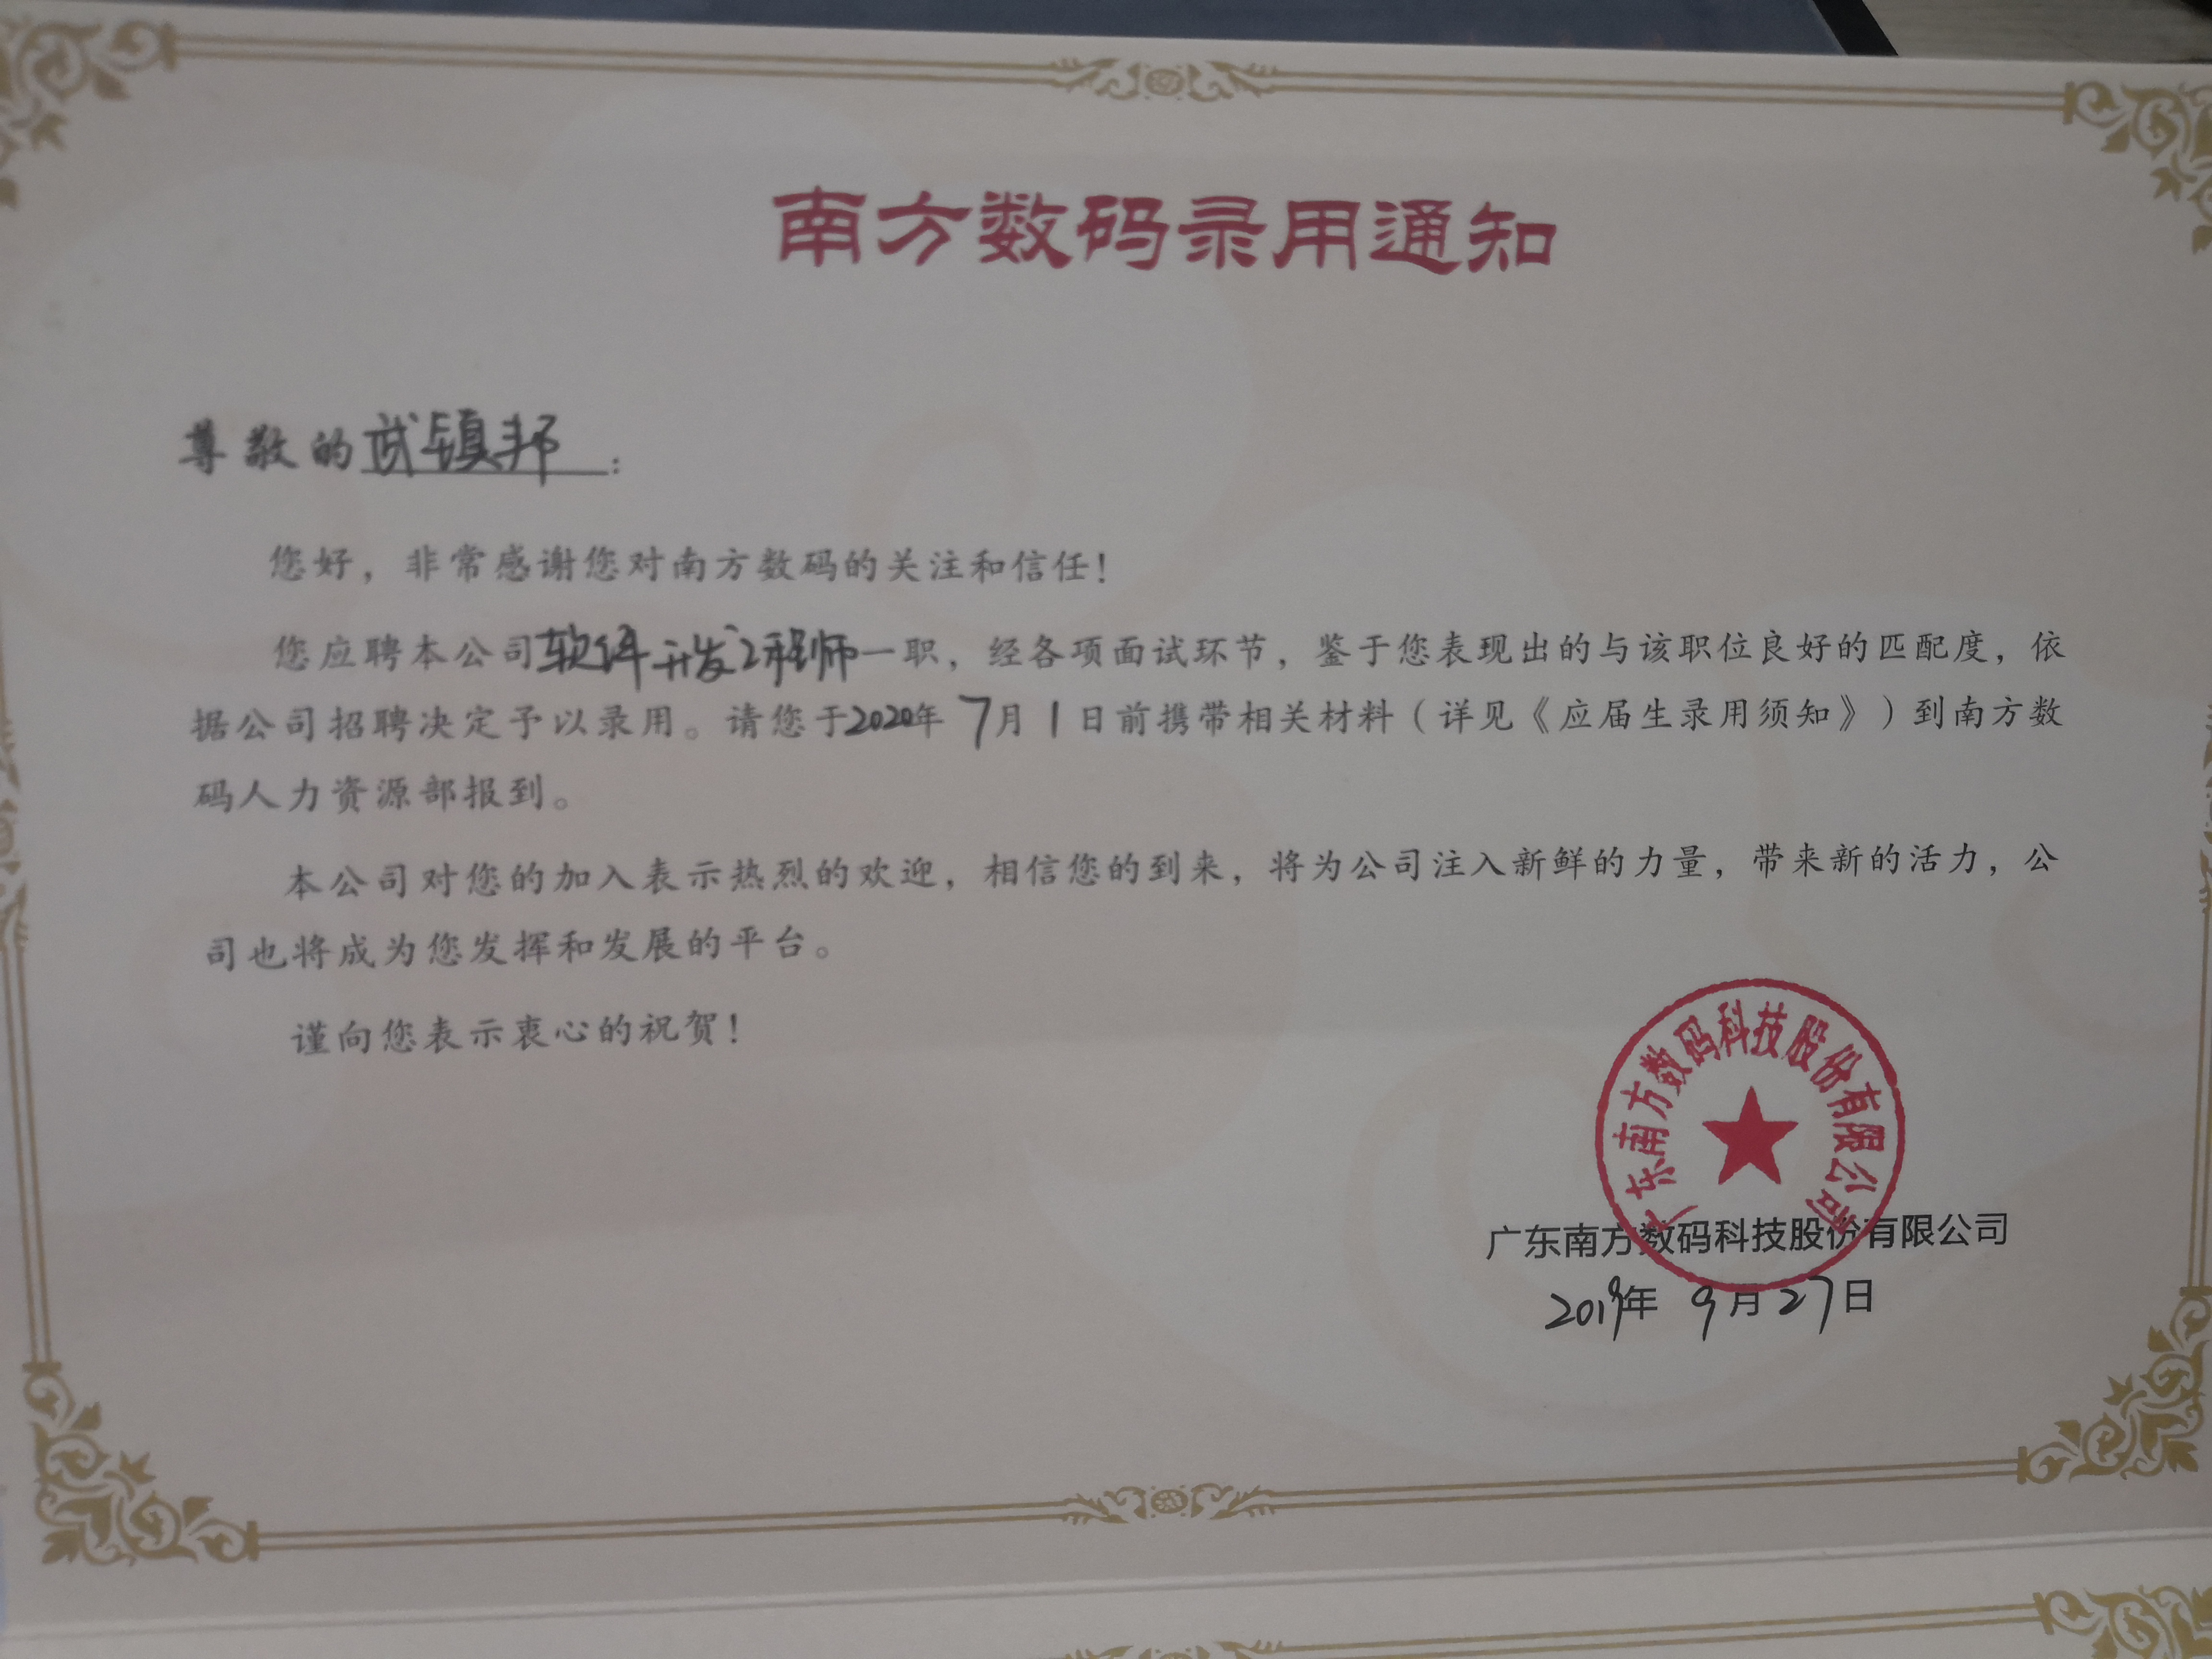 南方数码录用通知
尊敬的武镇邦：
您好，非常感谢您对南方数码的关注和信任！
您应聘本公司软件开发工程师一职，经各项面试环节，鉴于您表现出的与该职位良好的匹配度，依
据公司招聘决定予以录用。请您于2020年 7月 1日前携带相关材料（详见《应届生录用须知》）到南方数
码人力资源部报到。
本公司对您的加入表示热烈的欢迎，相信您的到来，将为公司注入新鲜的力量，带来新的活力，公
司也将成为您发挥和发展的平台。
谨向您表示衷心的祝贺！
广东南方数码科技股份有限公司
广东南方数码科技股份有限公司
2019年 9月27日